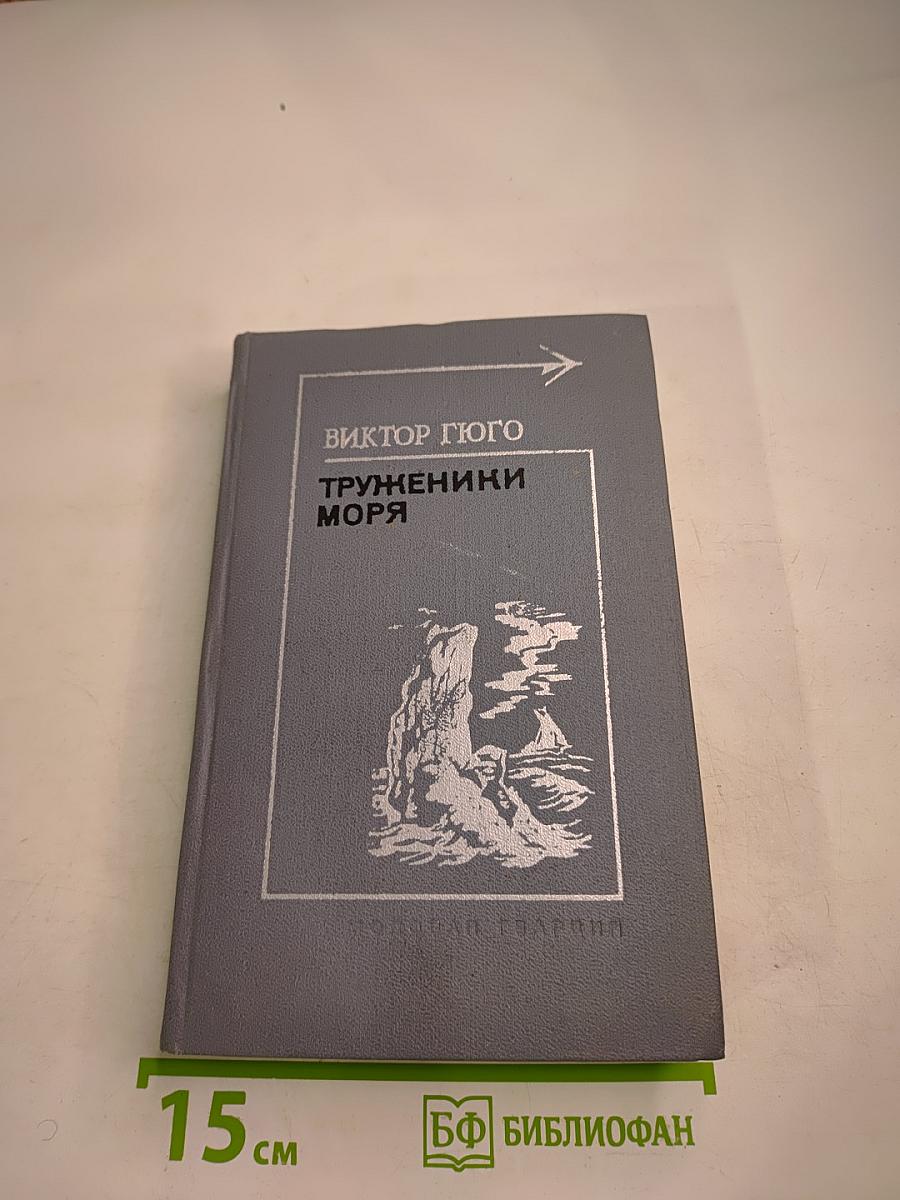 ВИКТОР ГЮГО
ТРУЖЕНИКИ
МОРЯ
15 см
БФ БИБЛИОФАН